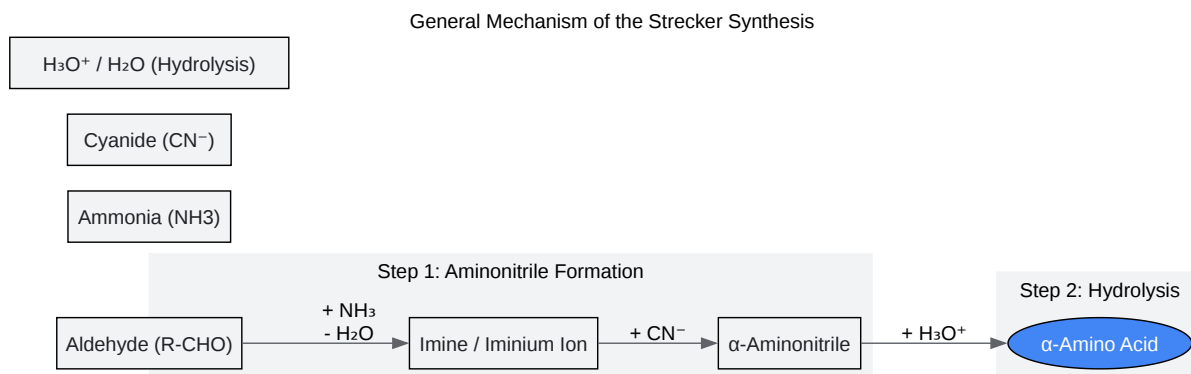 General Mechanism of the Strecker Synthesis
H₃O⁺ / H₂O (Hydrolysis)
Cyanide (CN⁻)
Ammonia (NH3)
Step 1: Aminonitrile Formation
Step 2: Hydrolysis
Aldehyde (R-CHO)
+ NH₃
- H₂O
Imine / Iminium Ion
+ CN⁻
α-Aminonitrile
+ H₃O⁺
α-Amino Acid